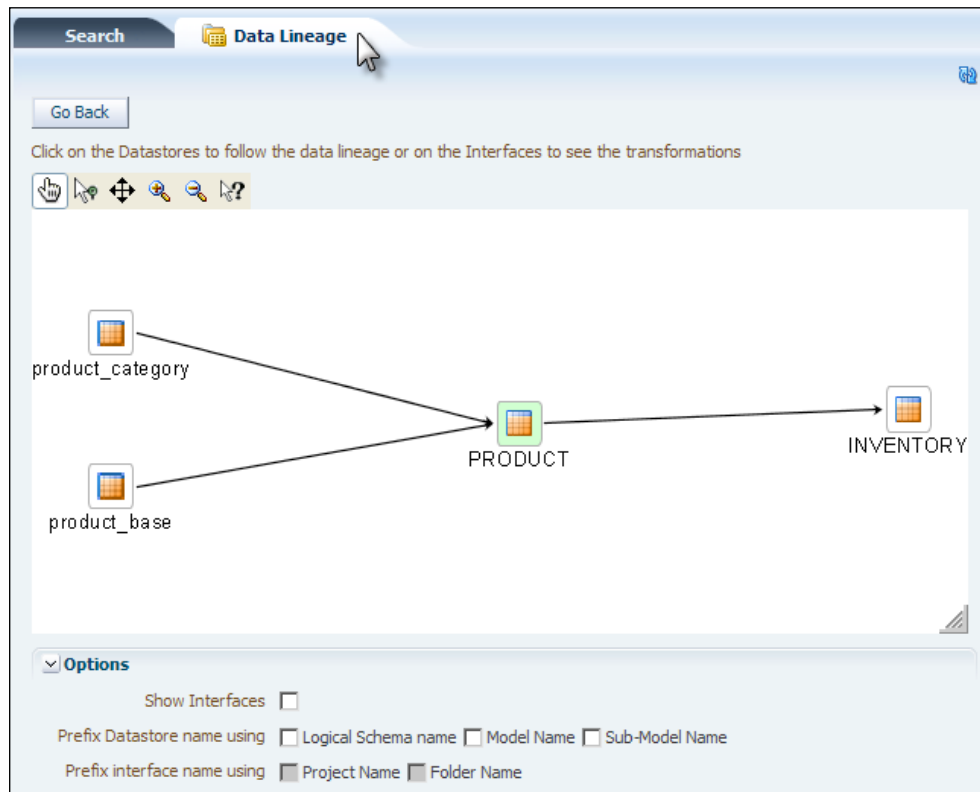 Search Data Lineage
Go Back
Click on the Datastores to follow the data lineage or on the Interfaces to see the transformations
product_category
PRODUCT
INVENTORY
product_base
Options
Show Interfaces
Prefix Datastore name using Logical Schema name Model Name Sub-Model Name
Prefix interface name using Project Name Folder Name